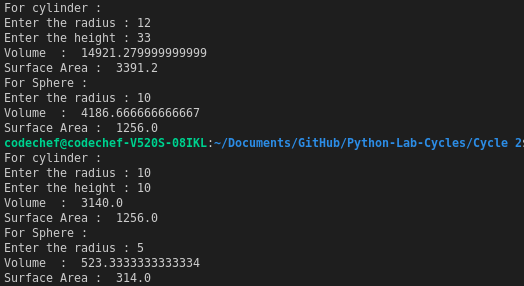 For cylinder :
Enter the radius : 12
Enter the height : 33
Volume  :  14921.279999999999
Surface Area :  3391.2
For Sphere :
Enter the radius : 10
Volume  :  4186.666666666667
Surface Area :  1256.0
codechef@codechef-V520S-08IKL:~/Documents/GitHub/Python-Lab-Cycles/Cycle 2$
For cylinder :
Enter the radius : 10
Enter the height : 10
Volume  :  3140.0
Surface Area :  1256.0
For Sphere :
Enter the radius : 5
Volume  :  523.3333333333334
Surface Area :  314.0